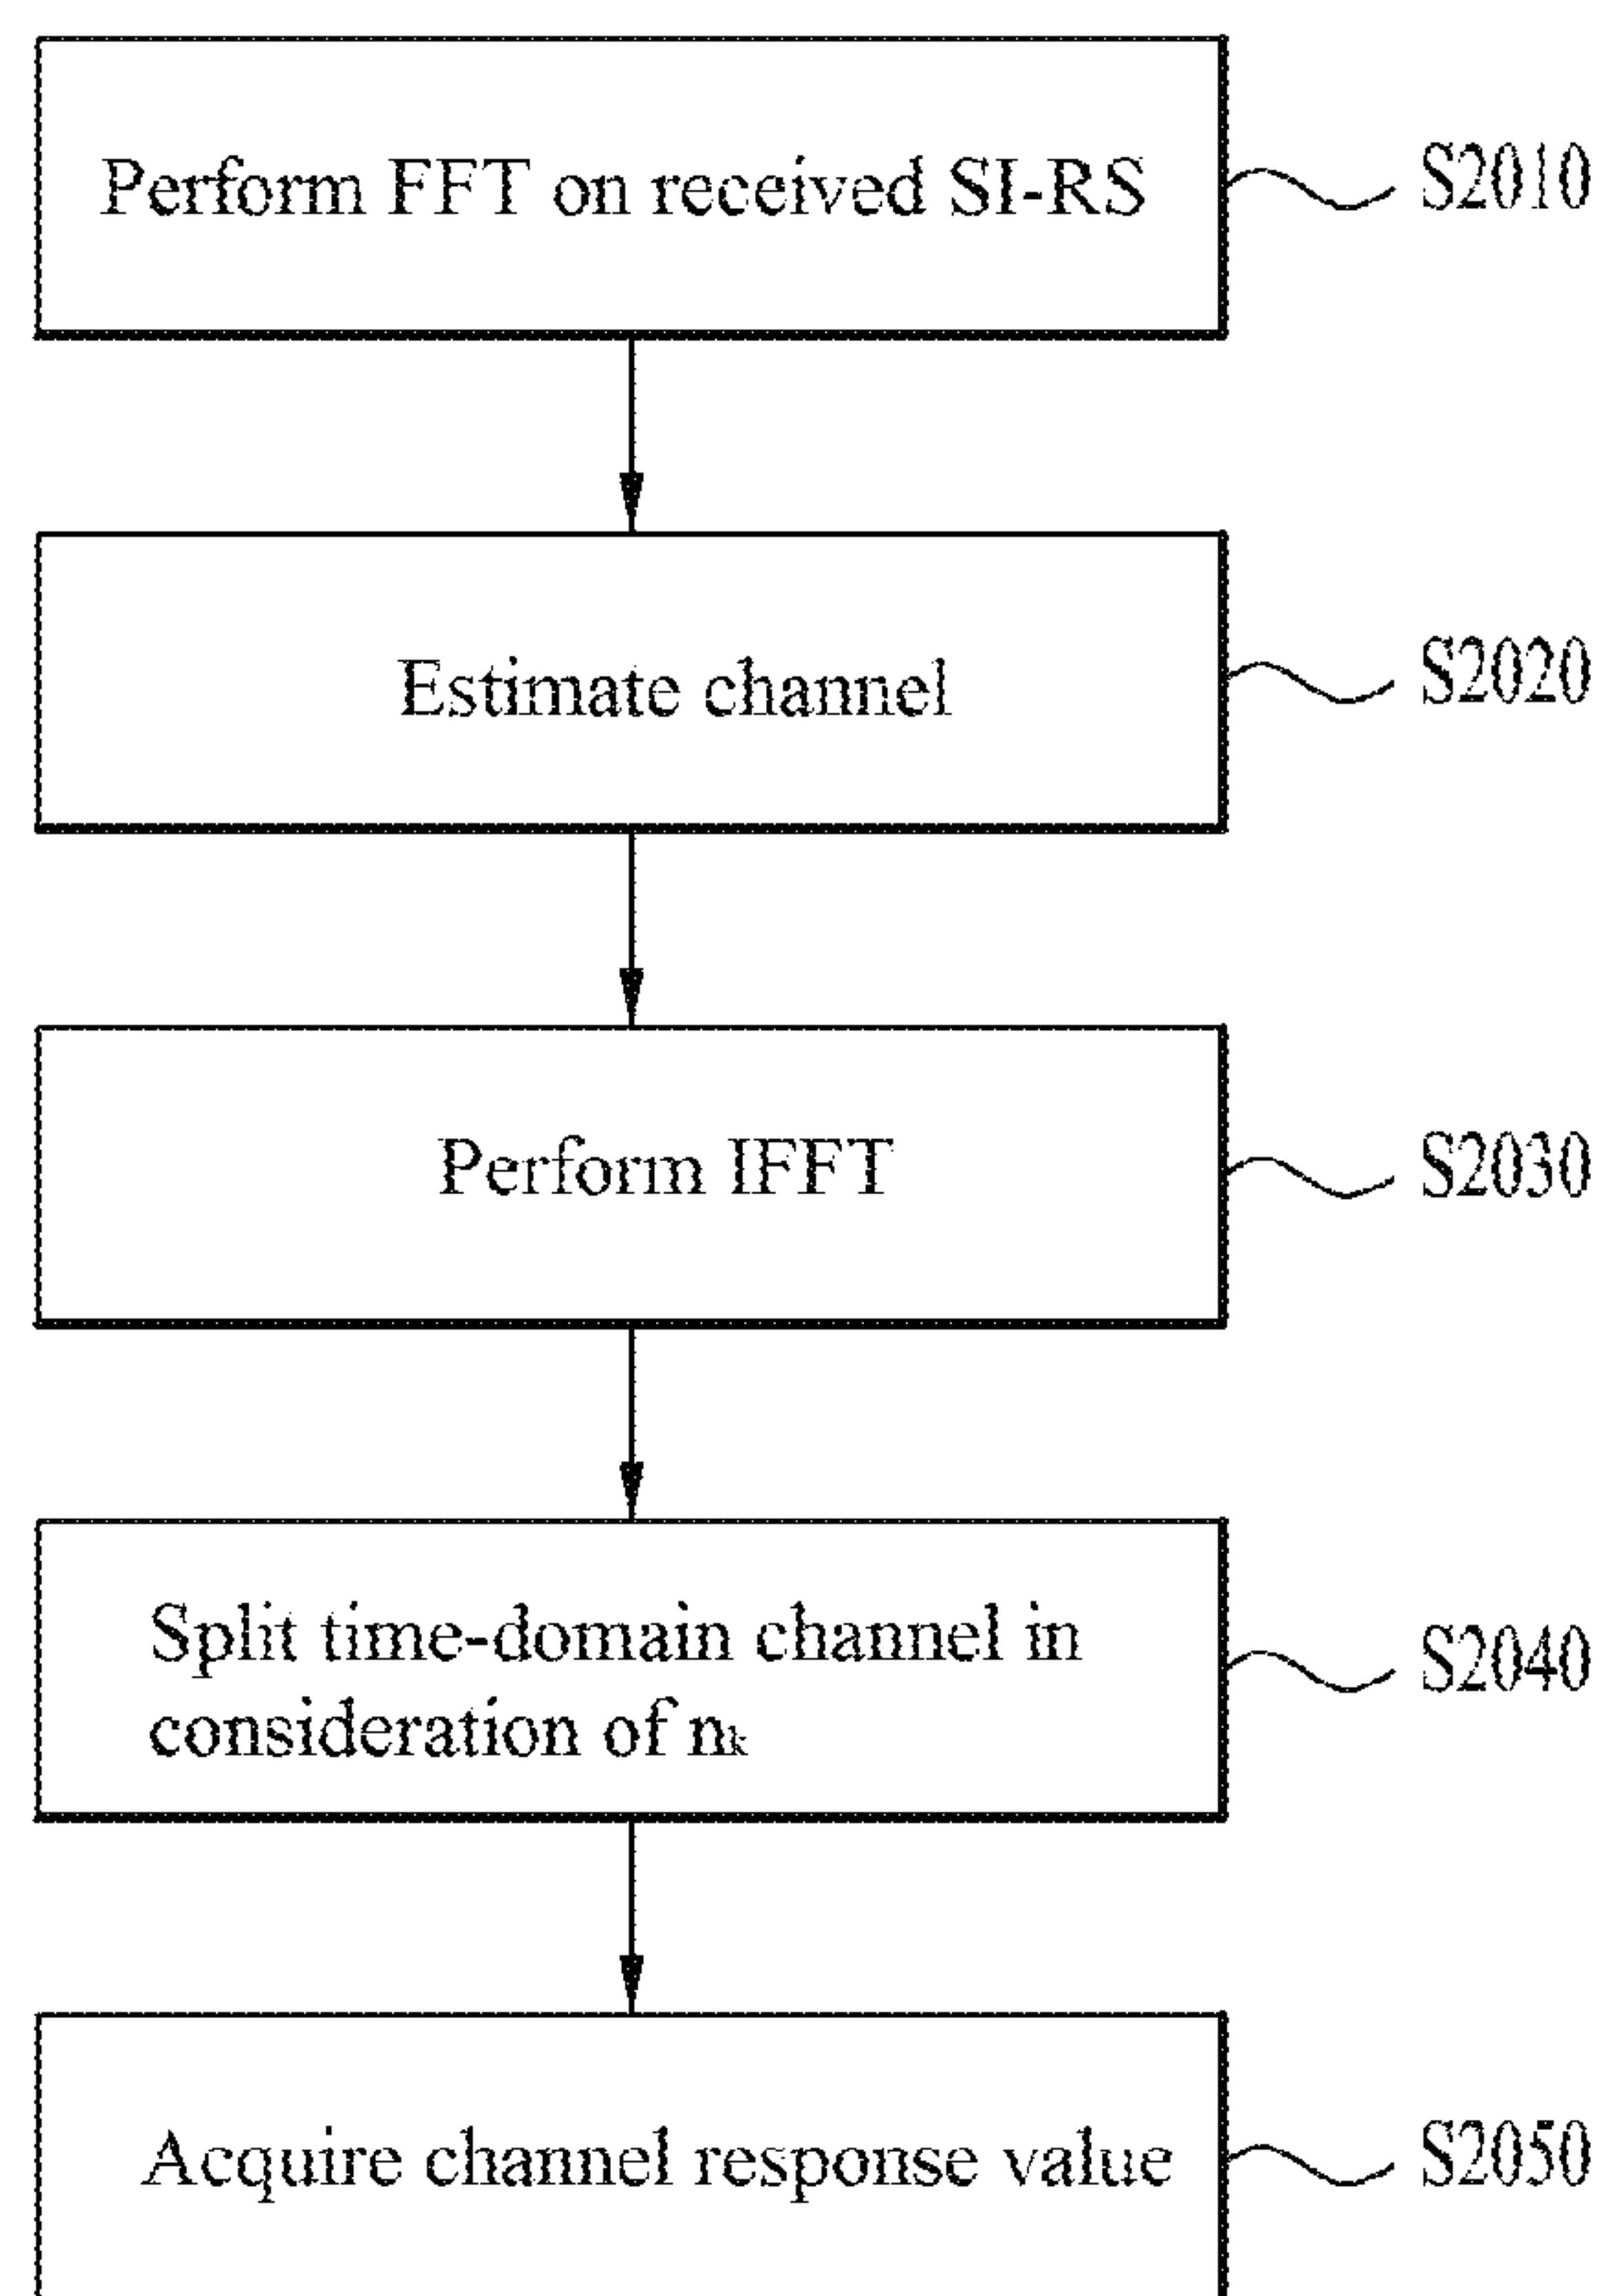 Perform FFT on received SI-RS
S2010
Estimate channel
S2020
Perform IFFT
S2030
Split time-domain channel in
consideration of nk
S2040
Acquire channel response value
S2050